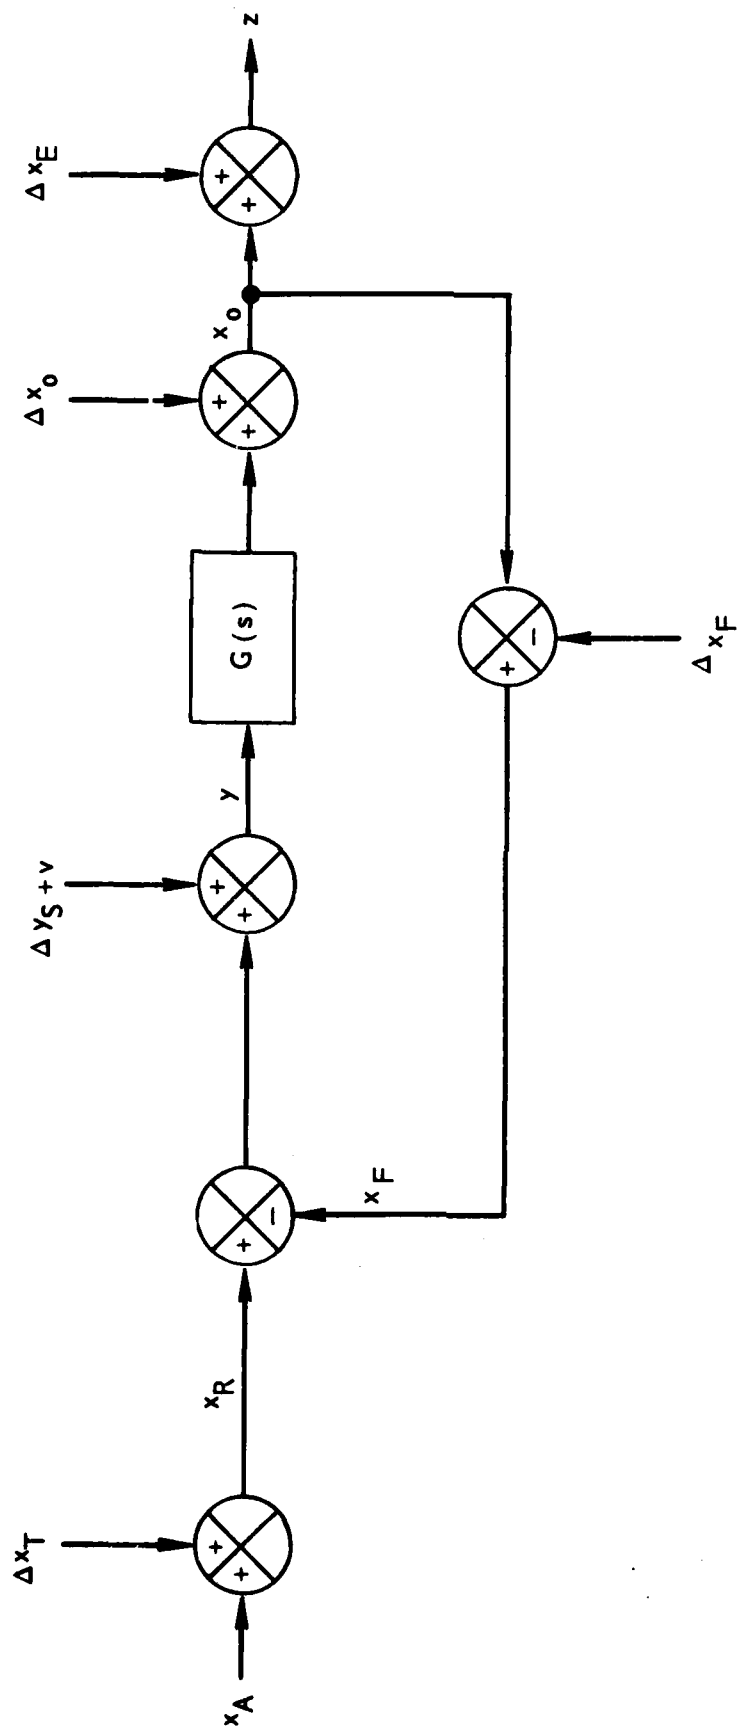 Δx_T
x_A
+
+
x_R
+
−
x_F
Δy_S + v
+
+
y
G(s)
Δx_o
+
+
x_o
Δx_E
+
+
z
+
−
Δx_F